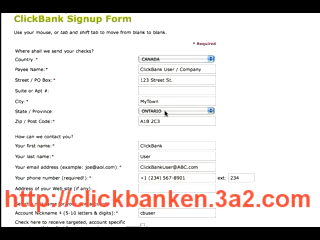 ClickBank Signup Form
Use your mouse, or tab and shift tab to move from blank to blank.
* Required
Where shall we send your checks?
Country:* CANADA
Payee Name:* ClickBank User / Company
Street / PO Box:* 123 Street St.
Suite or Apt #:
City:* MyTown
State / Province: ONTARIO
Zip / Post Code:* A1B 2C3
How can we contact you?
Your first name:* ClickBank
Your last name:* User
Your email address (example: joe@aol.com):* ClickBankuser@ABC.com
Your phone number (required!):* +1 (234) 567-8901 ext: 234
Address of your Web site (if any)
http://clickbanken.3a2.com
Account Nickname * (5-10 letters & digits):* cbuser
Check here to receive targeted, account specific